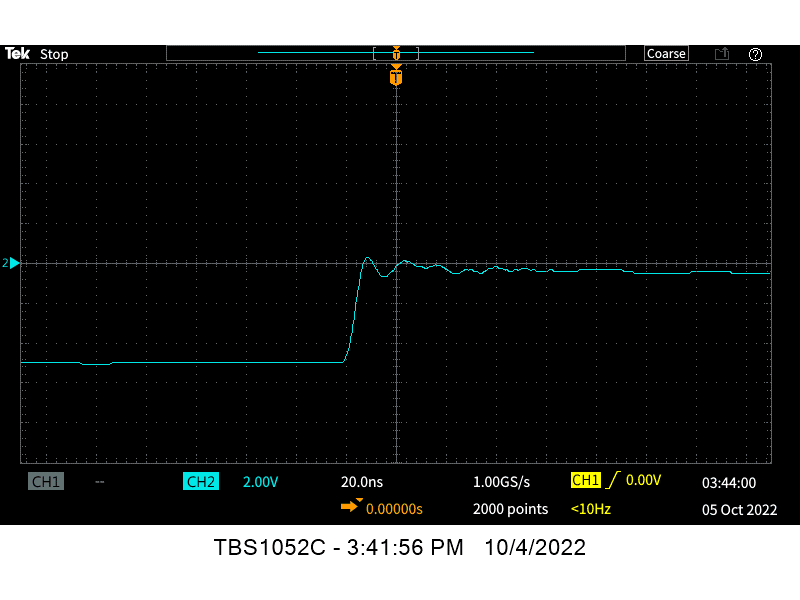 Tek Stop Coarse ?
T
T
2
CH1 -- CH2 2.00V 20.0ns 1.00GS/s CH1 0.00V 03:44:00
0.00000s 2000 points <10Hz 05 Oct 2022
TBS1052C - 3:41:56 PM 10/4/2022